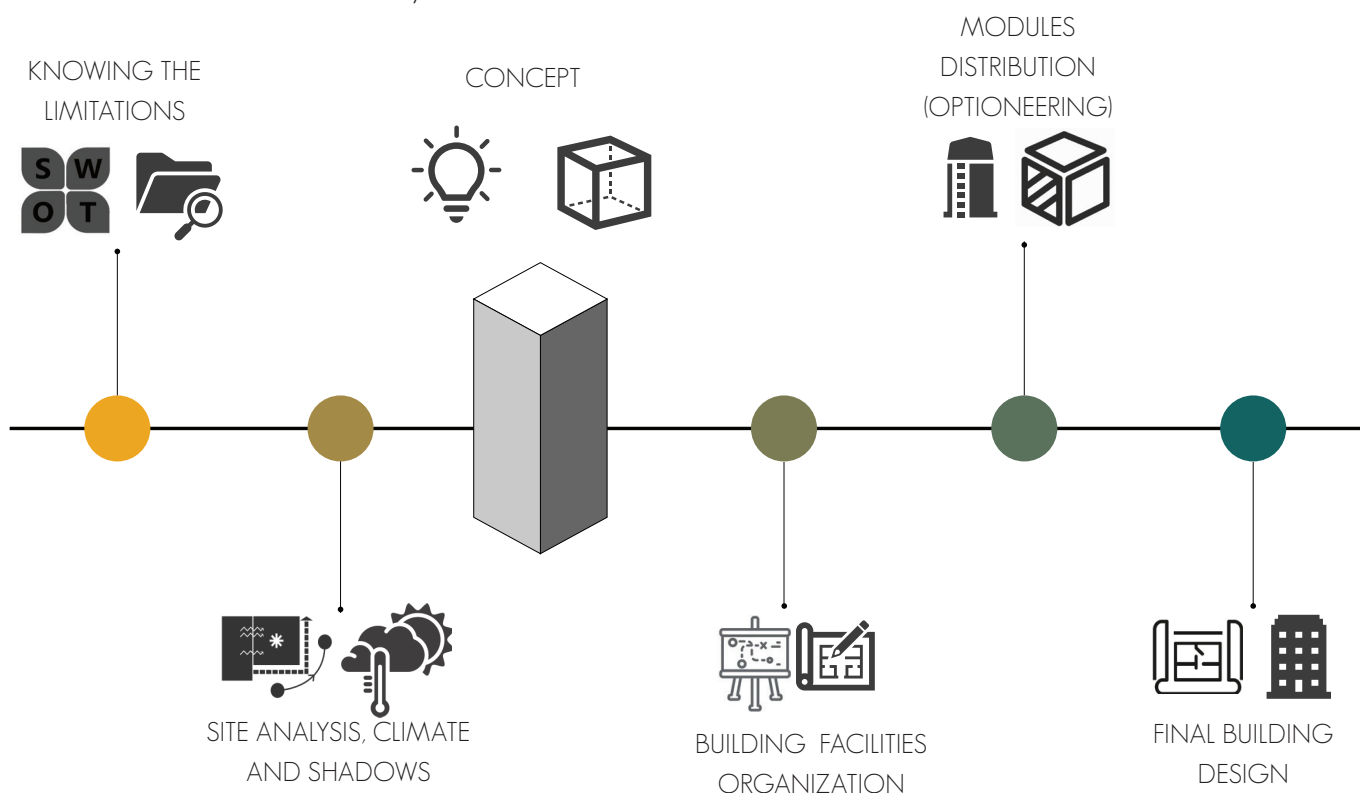 KNOWING THE
LIMITATIONS
S W
O T
CONCEPT
MODULES
DISTRIBUTION
(OPTIONEERING)
SITE ANALYSIS, CLIMATE
AND SHADOWS
BUILDING FACILITIES
ORGANIZATION
FINAL BUILDING
DESIGN